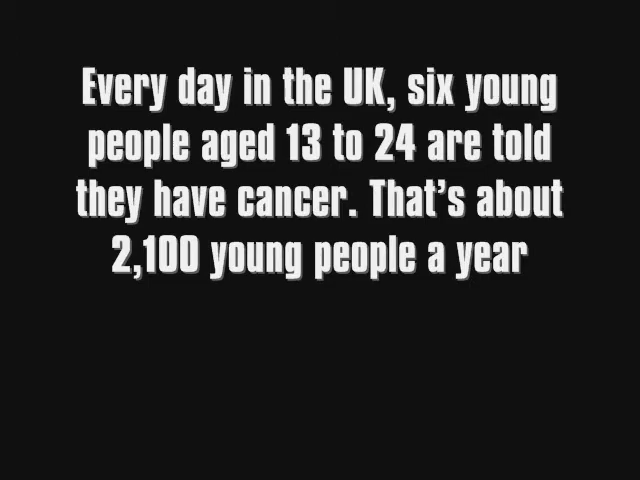 Every day in the UK, six young
people aged 13 to 24 are told
they have cancer. That’s about
2,100 young people a year